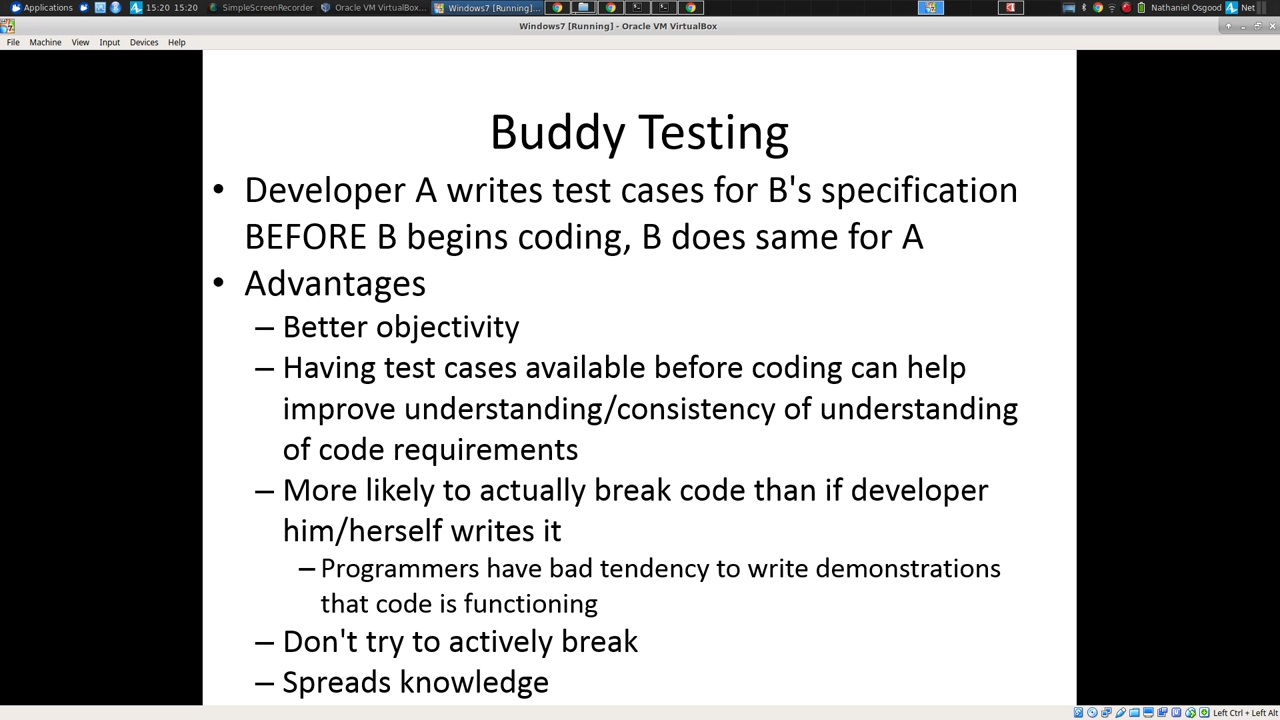 Applications 15:20 15:20 SimpleScreenRecorder Oracle VM VirtualBox... Windows7 [Running]... Nathaniel Osgood Net
Windows7 [Running] - Oracle VM VirtualBox
File Machine View Input Devices Help
Buddy Testing
• Developer A writes test cases for B's specification
BEFORE B begins coding, B does same for A
• Advantages
– Better objectivity
– Having test cases available before coding can help
improve understanding/consistency of understanding
of code requirements
– More likely to actually break code than if developer
him/herself writes it
– Programmers have bad tendency to write demonstrations
that code is functioning
– Don't try to actively break
– Spreads knowledge
Left Ctrl + Left Alt